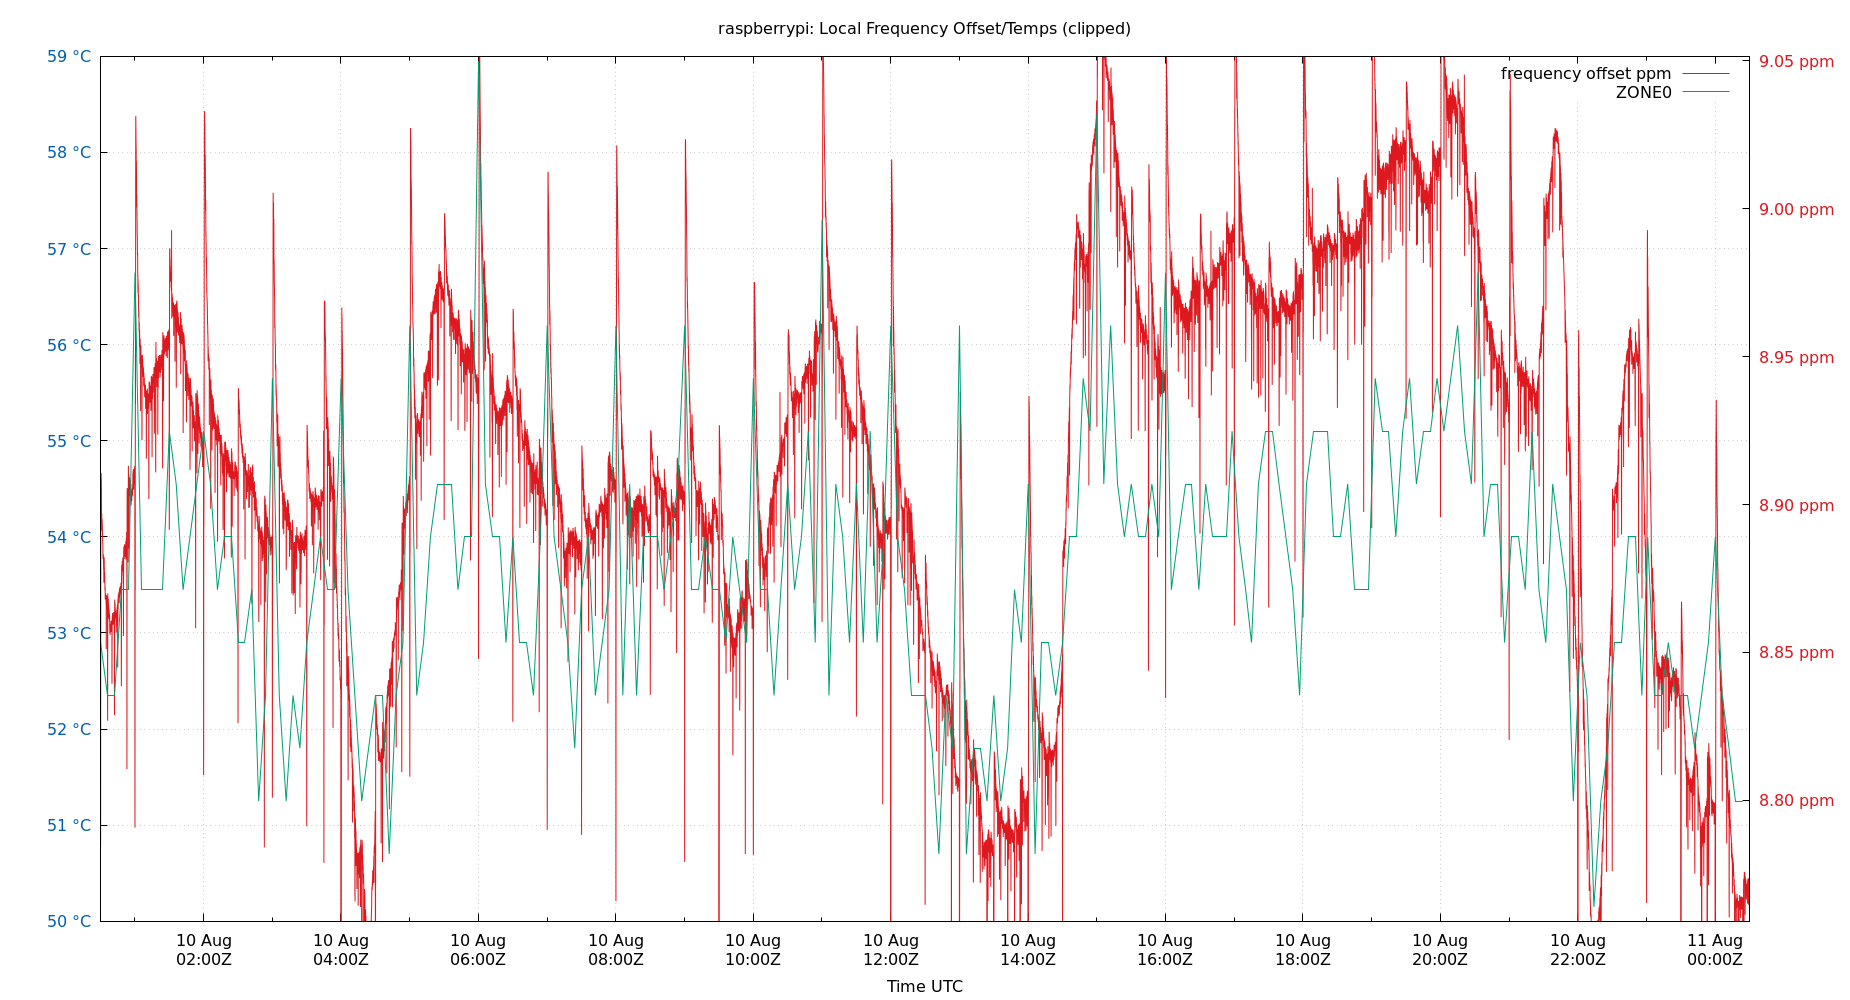 raspberrypi: Local Frequency Offset/Temps (clipped)
59 °C
58 °C
57 °C
56 °C
55 °C
54 °C
53 °C
52 °C
51 °C
50 °C
9.05 ppm
9.00 ppm
8.95 ppm
8.90 ppm
8.85 ppm
8.80 ppm
frequency offset ppm
ZONE0
10 Aug 10 Aug 10 Aug 10 Aug 10 Aug 10 Aug 10 Aug 10 Aug 10 Aug 10 Aug 10 Aug 11 Aug
02:00Z 04:00Z 06:00Z 08:00Z 10:00Z 12:00Z 14:00Z 16:00Z 18:00Z 20:00Z 22:00Z 00:00Z
Time UTC